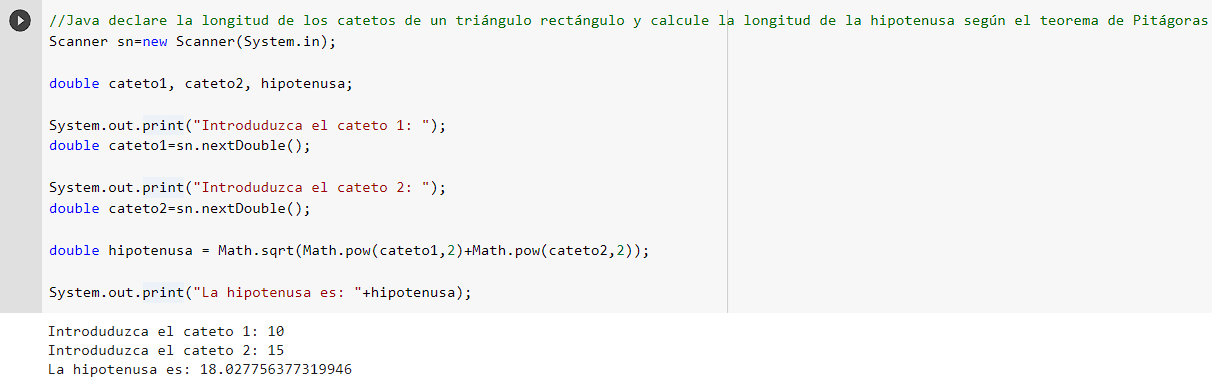 //Java declare la longitud de los catetos de un triángulo rectángulo y calcule la longitud de la hipotenusa según el teorema de Pitágoras
Scanner sn=new Scanner(System.in);
double cateto1, cateto2, hipotenusa;
System.out.print("Introduduzca el cateto 1: ");
double cateto1=sn.nextDouble();
System.out.print("Introduduzca el cateto 2: ");
double cateto2=sn.nextDouble();
double hipotenusa = Math.sqrt(Math.pow(cateto1,2)+Math.pow(cateto2,2));
System.out.print("La hipotenusa es: "+hipotenusa);
Introduduzca el cateto 1: 10
Introduduzca el cateto 2: 15
La hipotenusa es: 18.027756377319946